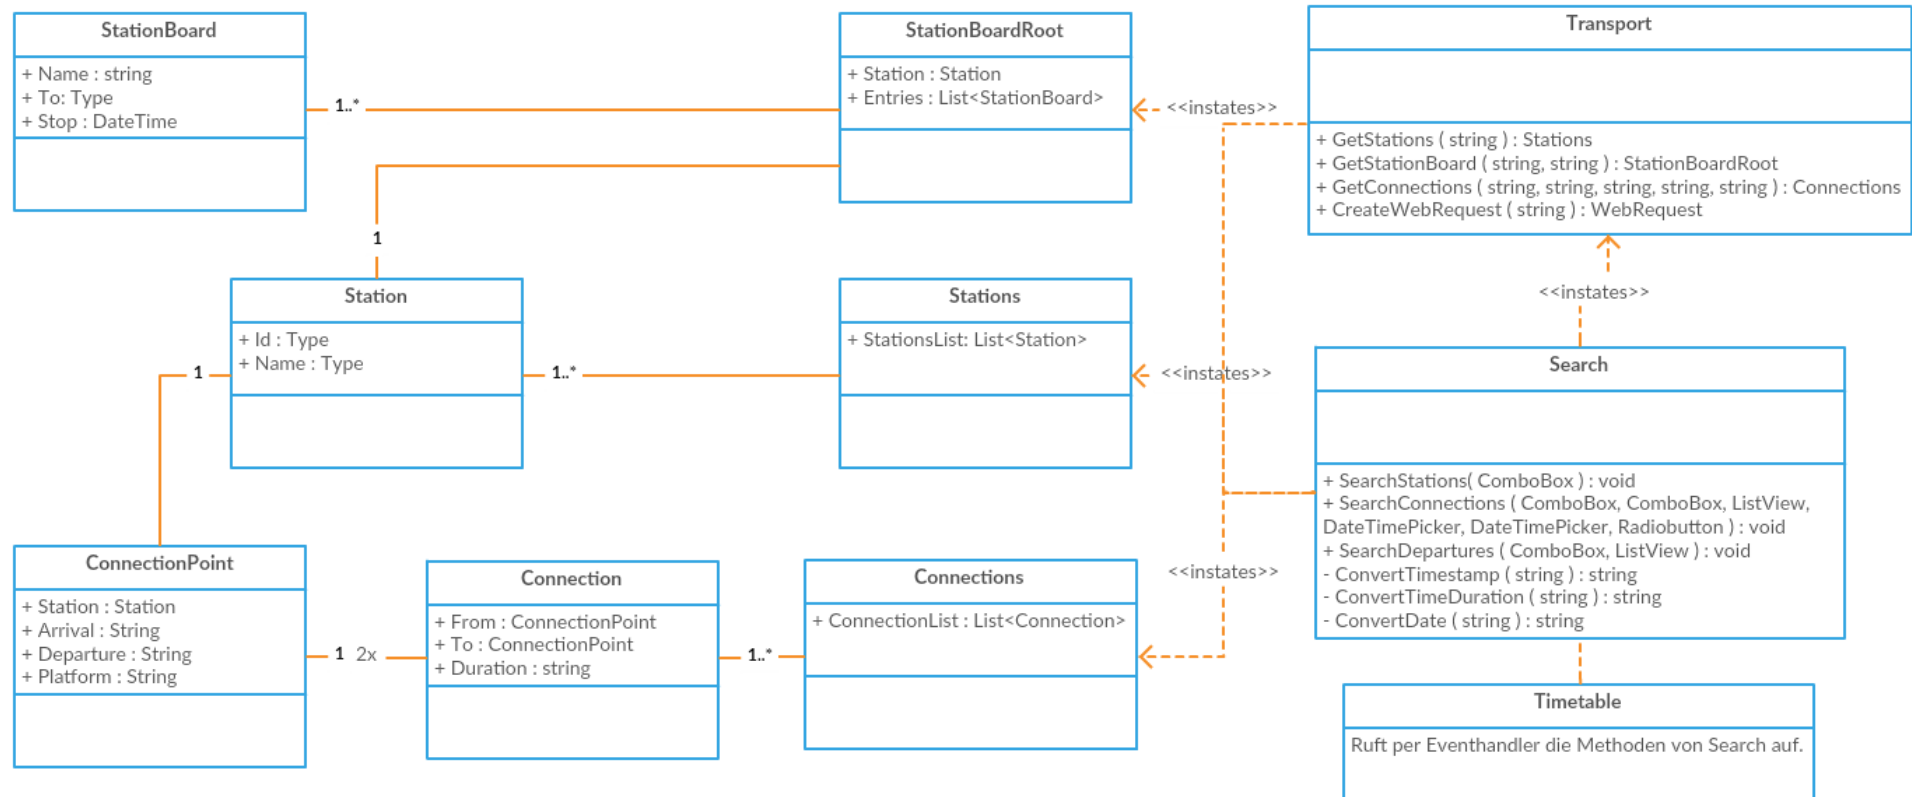 StationBoard
+ Name : string
+ To: Type
+ Stop : DateTime
1..*
StationBoardRoot
+ Station : Station
+ Entries : List<StationBoard>
<<instates>>
Transport
+ GetStations ( string ) : Stations
+ GetStationBoard ( string, string ) : StationBoardRoot
+ GetConnections ( string, string, string, string, string ) : Connections
+ CreateWebRequest ( string ) : WebRequest
1
<<instates>>
Station
+ Id : Type
+ Name : Type
1
1..*
Stations
+ StationsList: List<Station>
<<instates>>
Search
+ SearchStations( ComboBox ) : void
+ SearchConnections ( ComboBox, ComboBox, ListView,
DateTimePicker, DateTimePicker, Radiobutton ) : void
+ SearchDepartures ( ComboBox, ListView ) : void
- ConvertTimestamp ( string ) : string
- ConvertTimeDuration ( string ) : string
- ConvertDate ( string ) : string
ConnectionPoint
+ Station : Station
+ Arrival : String
+ Departure : String
+ Platform : String
1 2x
Connection
+ From : ConnectionPoint
+ To : ConnectionPoint
+ Duration : string
1..*
Connections
+ ConnectionList : List<Connection>
<<instates>>
Timetable
Ruft per Eventhandler die Methoden von Search auf.